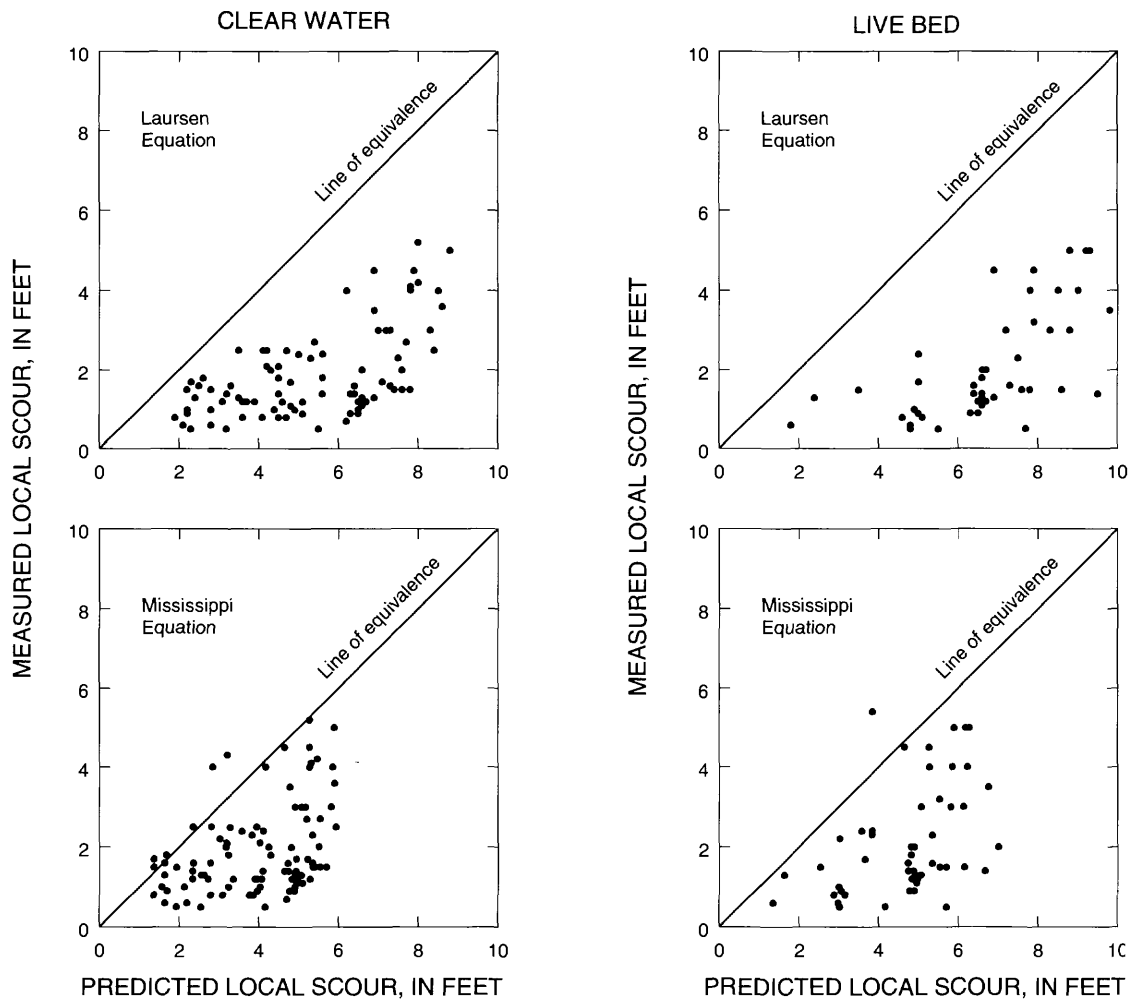 CLEAR WATER
LIVE BED
MEASURED LOCAL SCOUR, IN FEET
10
8
6
4
2
0
Laursen
Equation
Line of equivalence
0 2 4 6 8 10
MEASURED LOCAL SCOUR, IN FEET
10
8
6
4
2
0
Laursen
Equation
Line of equivalence
0 2 4 6 8 10
10
8
6
4
2
0
Mississippi
Equation
Line of equivalence
0 2 4 6 8 10
PREDICTED LOCAL SCOUR, IN FEET
10
8
6
4
2
0
Mississippi
Equation
Line of equivalence
0 2 4 6 8 10
PREDICTED LOCAL SCOUR, IN FEET